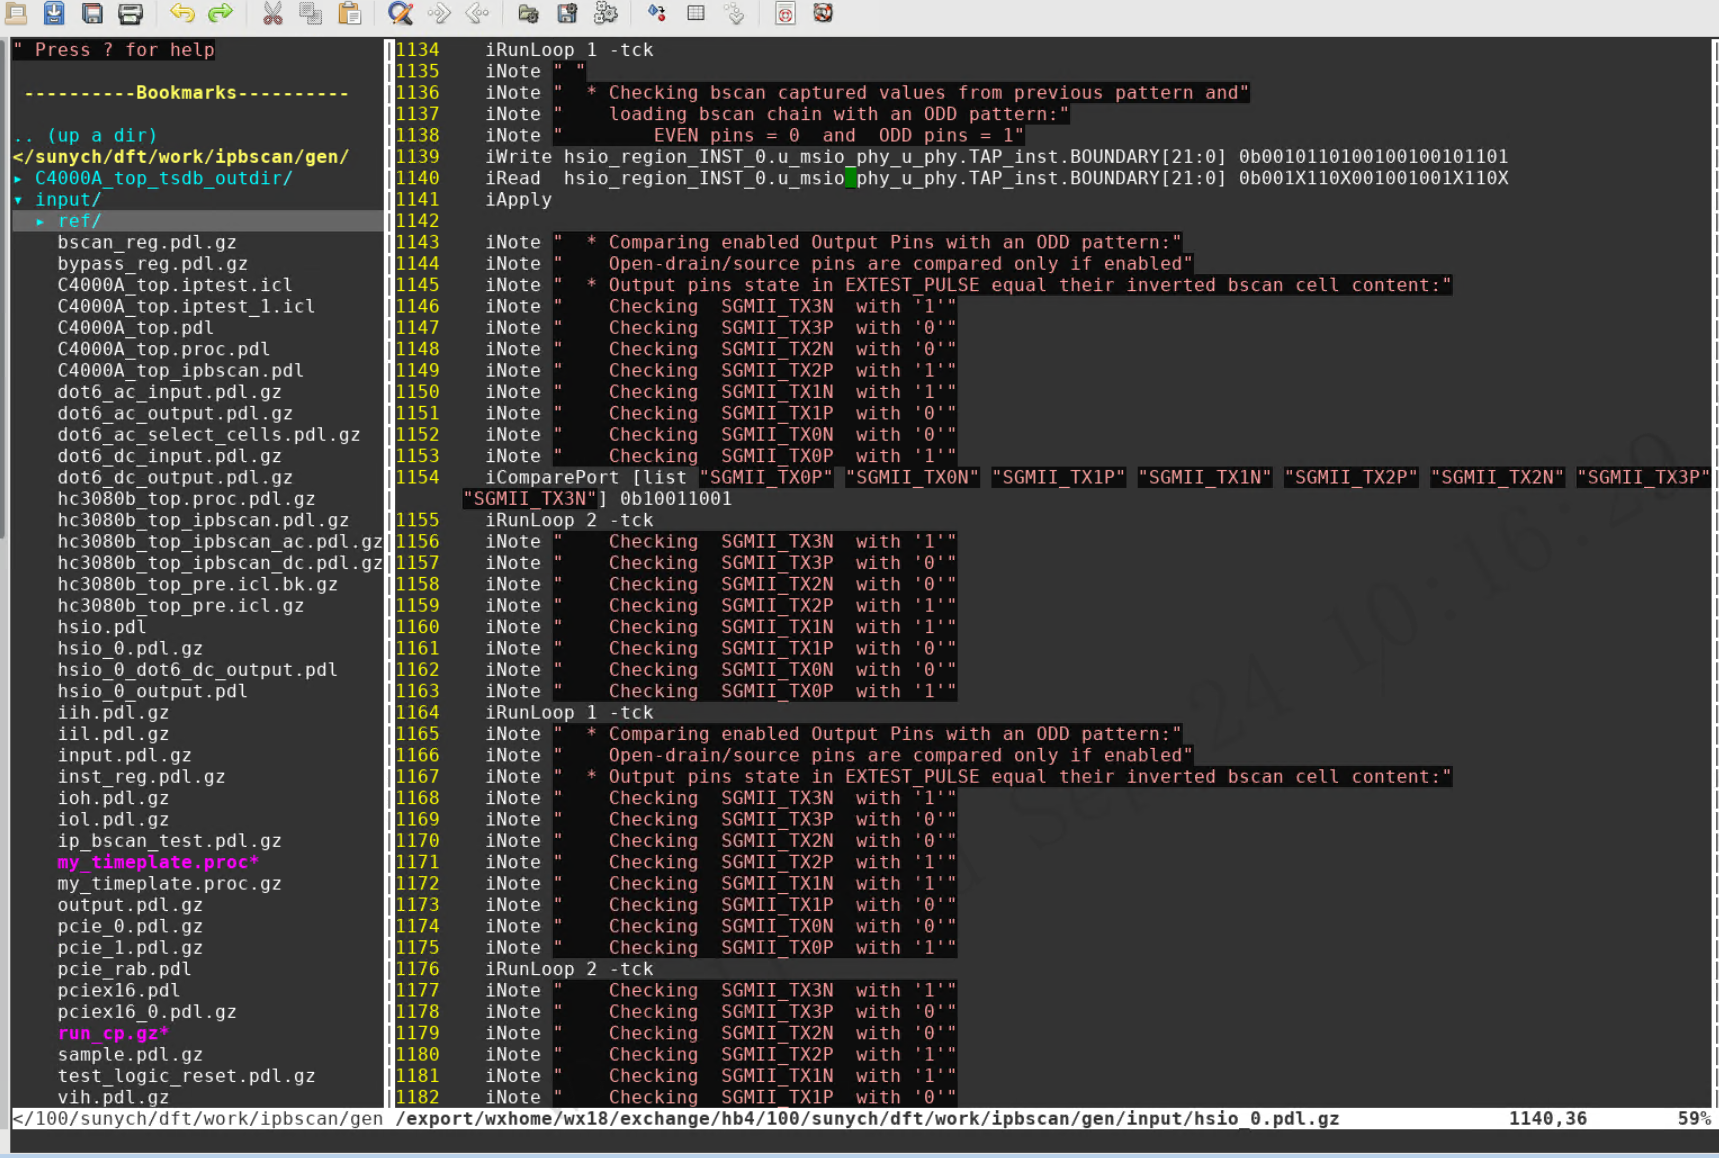 " Press ? for help
----------Bookmarks----------
.. (up a dir)
</sunych/dft/work/ipbscan/gen/
▸ C4000A_top_tsdb_outdir/
▾ input/
▸ ref/
bscan_reg.pdl.gz
bypass_reg.pdl.gz
C4000A_top.iptest.icl
C4000A_top.iptest_1.icl
C4000A_top.pdl
C4000A_top.proc.pdl
C4000A_top_ipbscan.pdl
dot6_ac_input.pdl.gz
dot6_ac_output.pdl.gz
dot6_ac_select_cells.pdl.gz
dot6_dc_input.pdl.gz
dot6_dc_output.pdl.gz
hc3080b_top.proc.pdl.gz
hc3080b_top_ipbscan.pdl.gz
hc3080b_top_ipbscan_ac.pdl.gz
hc3080b_top_ipbscan_dc.pdl.gz
hc3080b_top_pre.icl.bk.gz
hc3080b_top_pre.icl.gz
hsio.pdl
hsio_0.pdl.gz
hsio_0_dot6_dc_output.pdl
hsio_0_output.pdl
iih.pdl.gz
iil.pdl.gz
input.pdl.gz
inst_reg.pdl.gz
ioh.pdl.gz
iol.pdl.gz
ip_bscan_test.pdl.gz
my_timeplate.proc*
my_timeplate.proc.gz
output.pdl.gz
pcie_0.pdl.gz
pcie_1.pdl.gz
pcie_rab.pdl
pciex16.pdl
pciex16_0.pdl.gz
run_cp.gz*
sample.pdl.gz
test_logic_reset.pdl.gz
vih.pdl.gz
</100/sunych/dft/work/ipbscan/gen
1134 iRunLoop 1 -tck
1135 iNote " "
1136 iNote "  * Checking bscan captured values from previous pattern and"
1137 iNote "    loading bscan chain with an ODD pattern:"
1138 iNote "        EVEN pins = 0  and  ODD pins = 1"
1139 iWrite hsio_region_INST_0.u_msio_phy_u_phy.TAP_inst.BOUNDARY[21:0] 0b0010110100100100101101
1140 iRead  hsio_region_INST_0.u_msio_phy_u_phy.TAP_inst.BOUNDARY[21:0] 0b001X110X001001001X110X
1141 iApply
1142
1143 iNote "  * Comparing enabled Output Pins with an ODD pattern:"
1144 iNote "    Open-drain/source pins are compared only if enabled"
1145 iNote "  * Output pins state in EXTEST_PULSE equal their inverted bscan cell content:"
1146 iNote "    Checking  SGMII_TX3N  with '1'"
1147 iNote "    Checking  SGMII_TX3P  with '0'"
1148 iNote "    Checking  SGMII_TX2N  with '0'"
1149 iNote "    Checking  SGMII_TX2P  with '1'"
1150 iNote "    Checking  SGMII_TX1N  with '1'"
1151 iNote "    Checking  SGMII_TX1P  with '0'"
1152 iNote "    Checking  SGMII_TX0N  with '0'"
1153 iNote "    Checking  SGMII_TX0P  with '1'"
1154 iComparePort [list "SGMII_TX0P" "SGMII_TX0N" "SGMII_TX1P" "SGMII_TX1N" "SGMII_TX2P" "SGMII_TX2N" "SGMII_TX3P"
"SGMII_TX3N"] 0b10011001
1155 iRunLoop 2 -tck
1156 iNote "    Checking  SGMII_TX3N  with '1'"
1157 iNote "    Checking  SGMII_TX3P  with '0'"
1158 iNote "    Checking  SGMII_TX2N  with '0'"
1159 iNote "    Checking  SGMII_TX2P  with '1'"
1160 iNote "    Checking  SGMII_TX1N  with '1'"
1161 iNote "    Checking  SGMII_TX1P  with '0'"
1162 iNote "    Checking  SGMII_TX0N  with '0'"
1163 iNote "    Checking  SGMII_TX0P  with '1'"
1164 iRunLoop 1 -tck
1165 iNote "  * Comparing enabled Output Pins with an ODD pattern:"
1166 iNote "    Open-drain/source pins are compared only if enabled"
1167 iNote "  * Output pins state in EXTEST_PULSE equal their inverted bscan cell content:"
1168 iNote "    Checking  SGMII_TX3N  with '1'"
1169 iNote "    Checking  SGMII_TX3P  with '0'"
1170 iNote "    Checking  SGMII_TX2N  with '0'"
1171 iNote "    Checking  SGMII_TX2P  with '1'"
1172 iNote "    Checking  SGMII_TX1N  with '1'"
1173 iNote "    Checking  SGMII_TX1P  with '0'"
1174 iNote "    Checking  SGMII_TX0N  with '0'"
1175 iNote "    Checking  SGMII_TX0P  with '1'"
1176 iRunLoop 2 -tck
1177 iNote "    Checking  SGMII_TX3N  with '1'"
1178 iNote "    Checking  SGMII_TX3P  with '0'"
1179 iNote "    Checking  SGMII_TX2N  with '0'"
1180 iNote "    Checking  SGMII_TX2P  with '1'"
1181 iNote "    Checking  SGMII_TX1N  with '1'"
1182 iNote "    Checking  SGMII_TX1P  with '0'"
/export/wxhome/wx18/exchange/hb4/100/sunych/dft/work/ipbscan/gen/input/hsio_0.pdl.gz 1140,36 59%
24 10:16:29